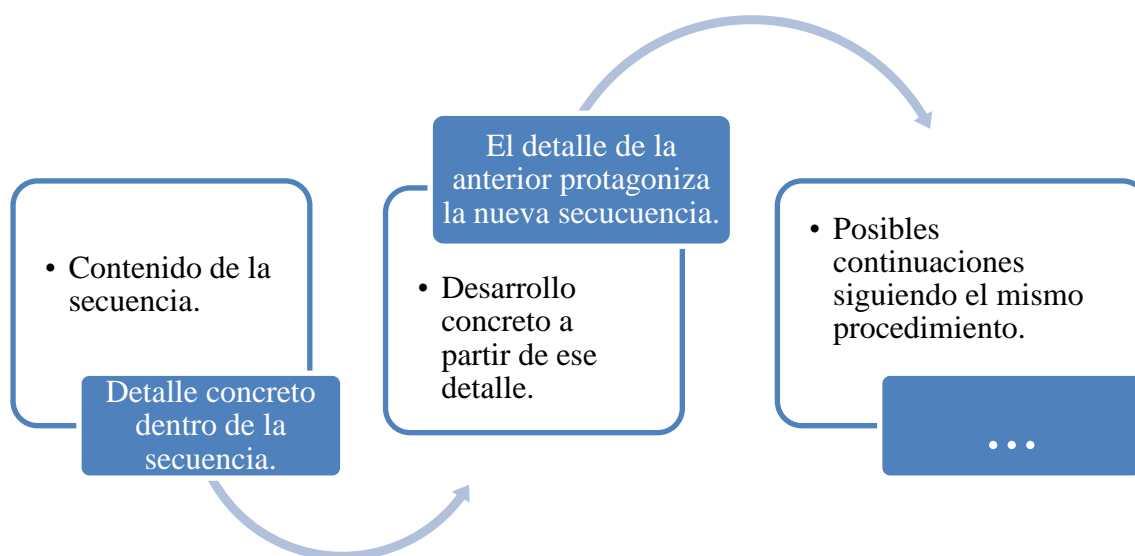 • Contenido de la
secuencia.
Detalle concreto
dentro de la
secuencia.
El detalle de la
anterior protagoniza
la nueva secucuencia.
• Desarrollo
concreto a
partir de ese
detalle.
• Posibles
continuaciones
siguiendo el mismo
procedimiento.
...